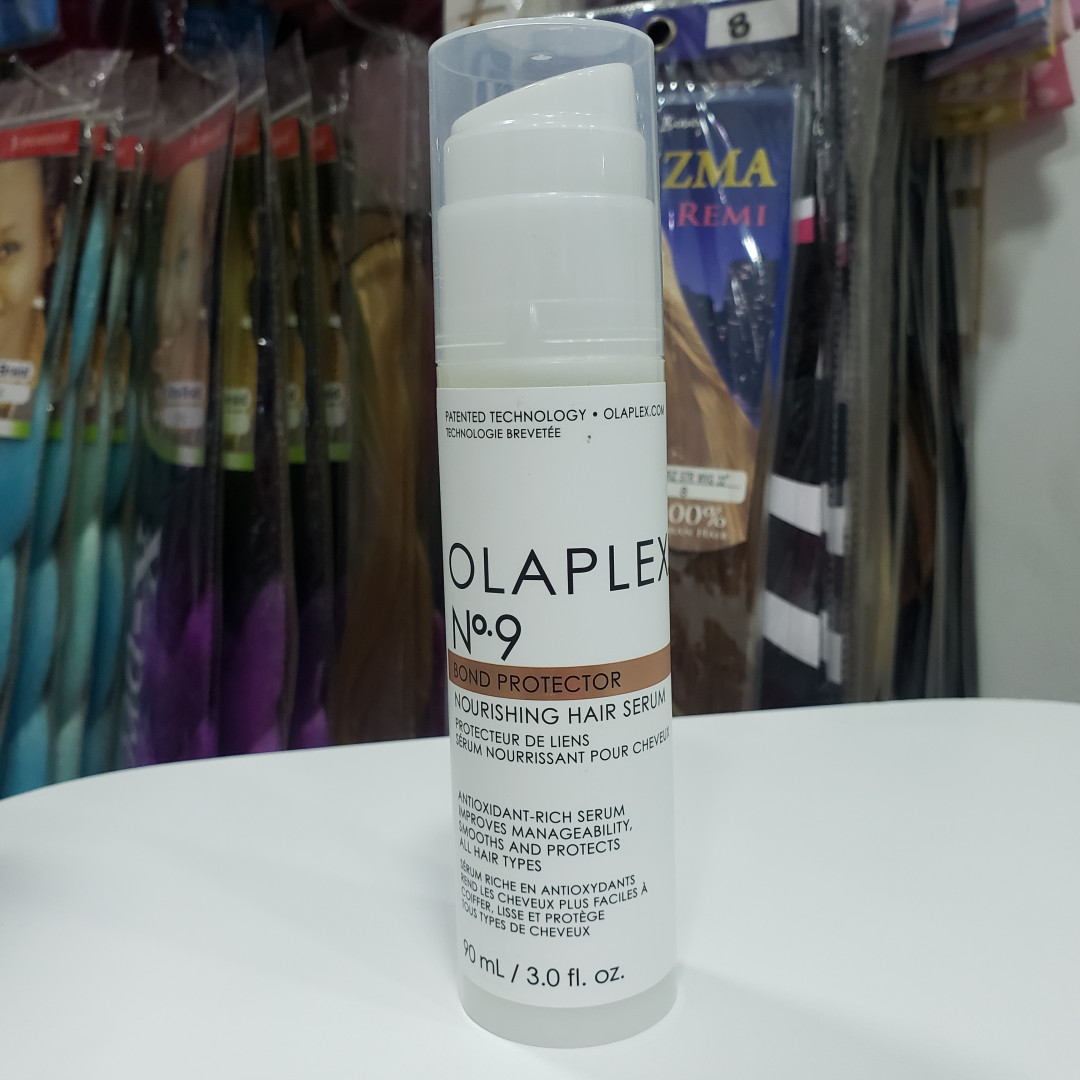 8
ZMA
REMI
00%
PATENTED TECHNOLOGY • OLAPLEX.COM
TECHNOLOGIE BREVETÉE
OLAPLEX
Nº.9
BOND PROTECTOR
NOURISHING HAIR SERUM
PROTECTEUR DE LIENS
SÉRUM NOURRISSANT POUR CHEVEUX
ANTIOXIDANT-RICH SERUM
IMPROVES MANAGEABILITY,
SMOOTHS AND PROTECTS
ALL HAIR TYPES
SÉRUM RICHE EN ANTIOXYDANTS
REND LES CHEVEUX PLUS FACILES À
COIFFER, LISSE ET PROTÈGE
TOUS TYPES DE CHEVEUX
90 mL / 3.0 fl. oz.